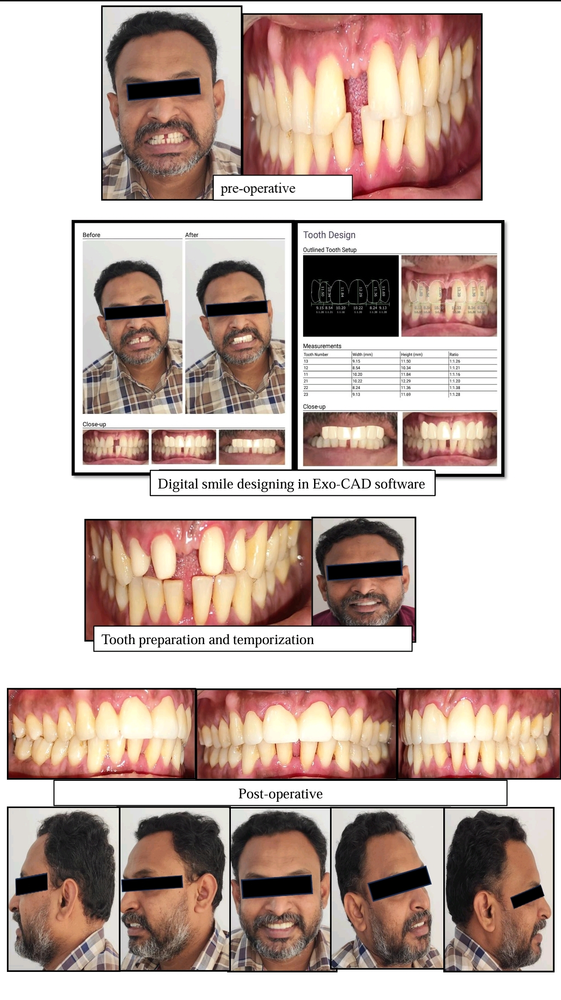 pre-operative
Before
After
Close-up
Tooth Design
Outlined Tooth Setup
11.50 10.34 11.84 12.29 11.36 11.69
9.15 8.54 10.20 10.22 8.24 9.13
1:1.26 1:1.21 1:1.16 1:1.20 1:1.38 1:1.28
Measurements
Tooth Number Width (mm) Height (mm) Ratio
13 9.15 11.50 1:1.26
12 8.54 10.34 1:1.21
11 10.20 11.84 1:1.16
21 10.22 12.29 1:1.20
22 8.24 11.36 1:1.38
23 9.13 11.69 1:1.28
Close-up
Digital smile designing in Exo-CAD software
Tooth preparation and temporization
Post-operative